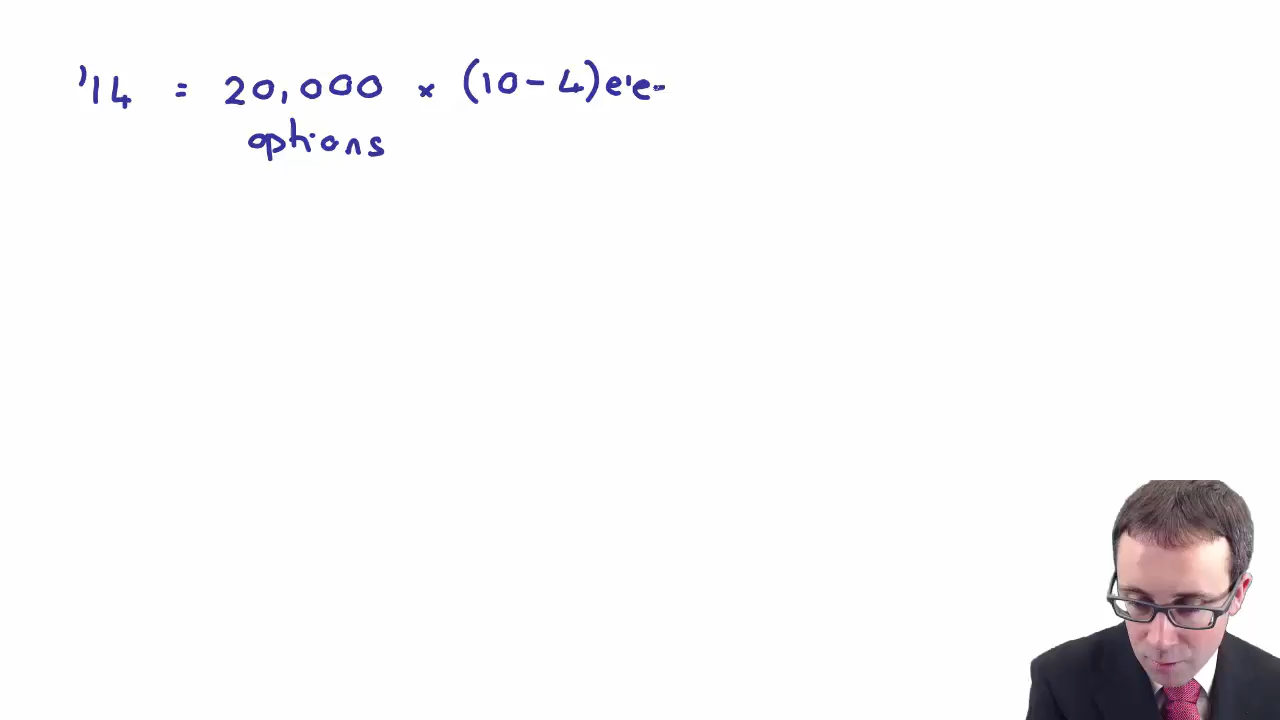 '14 = 20,000 × (10 - 4) e'e
options